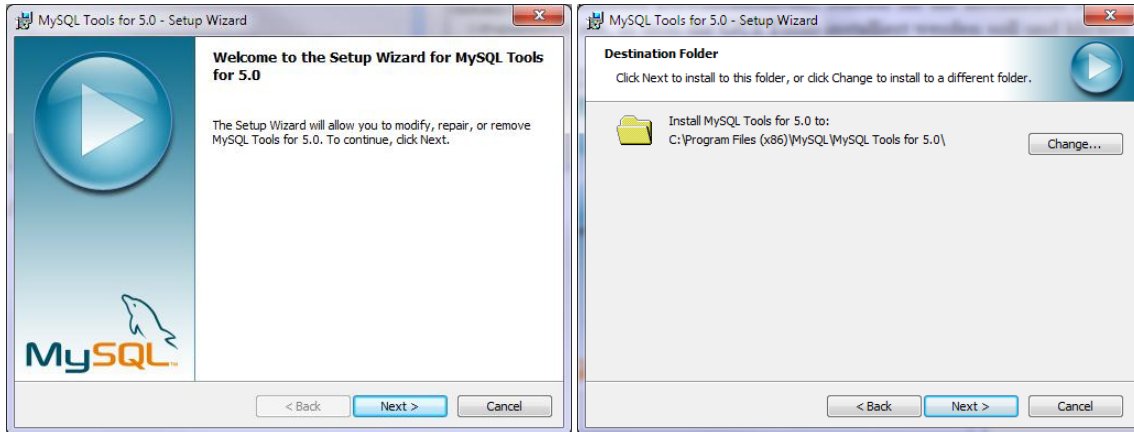 MySQL Tools for 5.0 - Setup Wizard
Welcome to the Setup Wizard for MySQL Tools
for 5.0
The Setup Wizard will allow you to modify, repair, or remove
MySQL Tools for 5.0. To continue, click Next.
MySQL
< Back Next > Cancel
MySQL Tools for 5.0 - Setup Wizard
Destination Folder
Click Next to install to this folder, or click Change to install to a different folder.
Install MySQL Tools for 5.0 to:
C:\Program Files (x86)\MySQL\MySQL Tools for 5.0\
Change...
< Back Next > Cancel